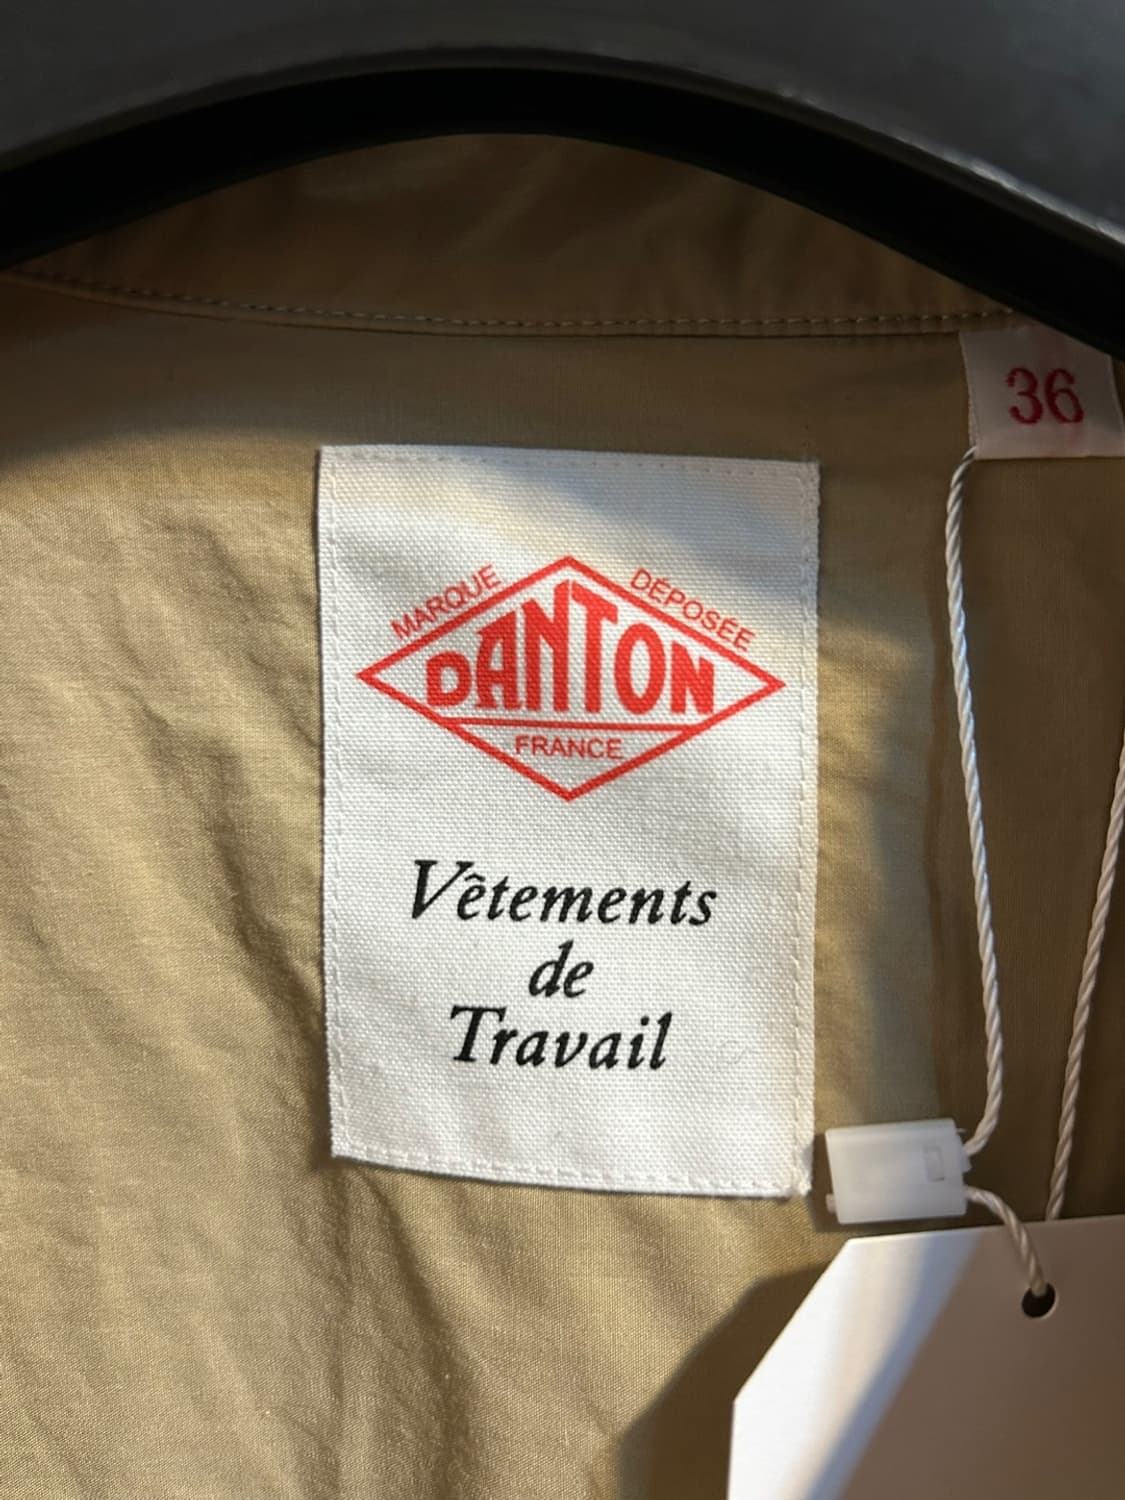 36
MARQUE DÉPOSÉE
DANTON
FRANCE
Vêtements
de
Travail